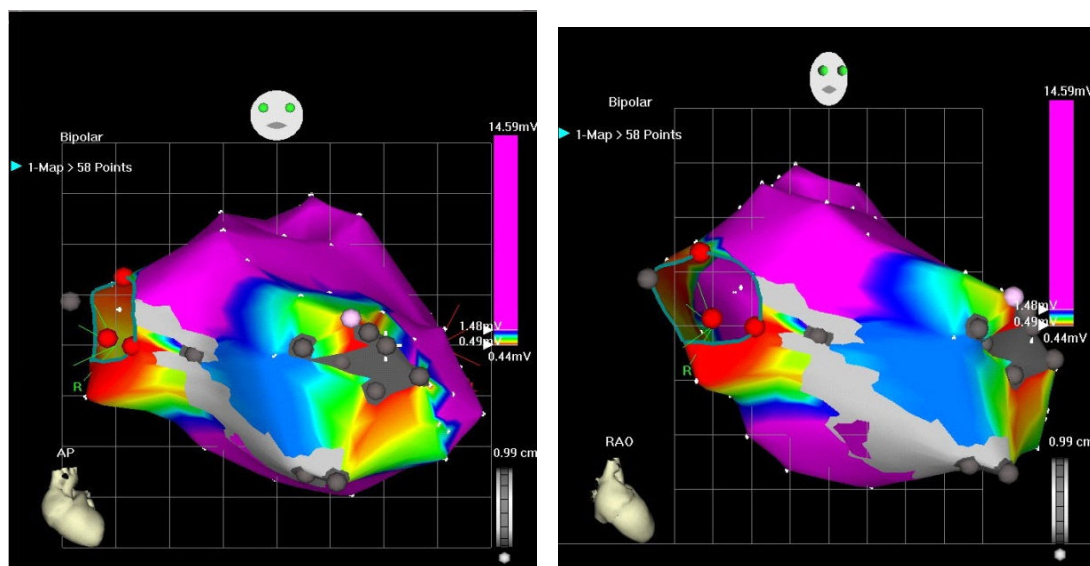 Bipolar
1-Map > 58 Points
14.59mV
1.48mV
0.49mV
0.44mV
R
AP
0.99 cm
Bipolar
1-Map > 58 Points
14.59mV
1.48mV
0.49mV
0.44mV
R
RAO
0.99 cm